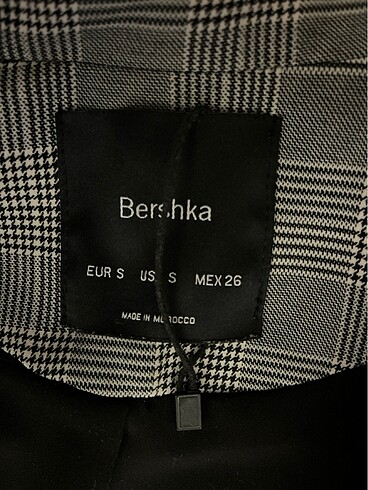 Bershka
EUR S US S MEX 26
MADE IN MOROCCO